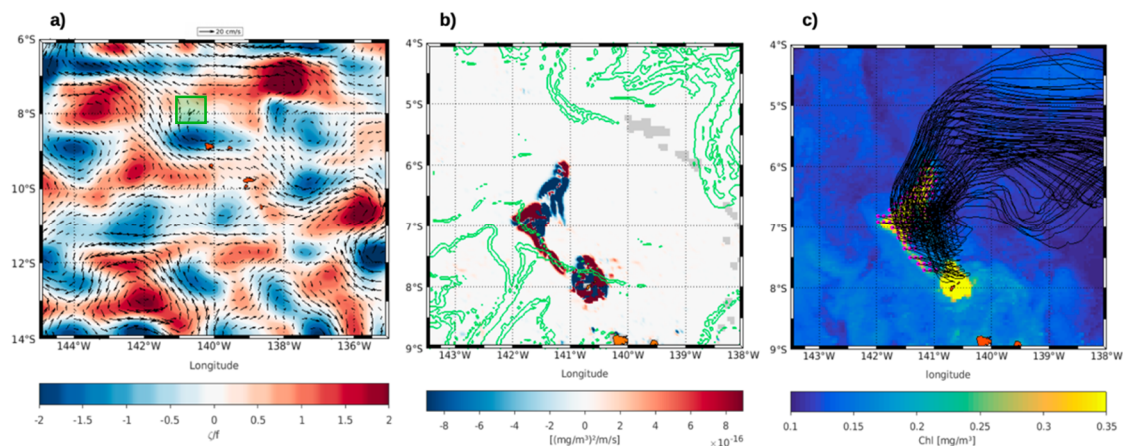 a)
b)
c)
20 cm/s
6°S
8°S
10°S
12°S
14°S
144°W 142°W 140°W 138°W 136°W
Longitude
-2 -1.5 -1 -0.5 0 0.5 1 1.5 2
ζ/f
4°S
5°S
6°S
7°S
8°S
9°S
143°W 142°W 141°W 140°W 139°W 138°W
Longitude
-8 -6 -4 -2 0 2 4 6 8
×10⁻¹⁶
[(mg/m³)²/m/s]
4°S
5°S
6°S
7°S
8°S
9°S
143°W 142°W 141°W 140°W 139°W 138°W
longitude
0.1 0.15 0.2 0.25 0.3 0.35
Chl [mg/m³]